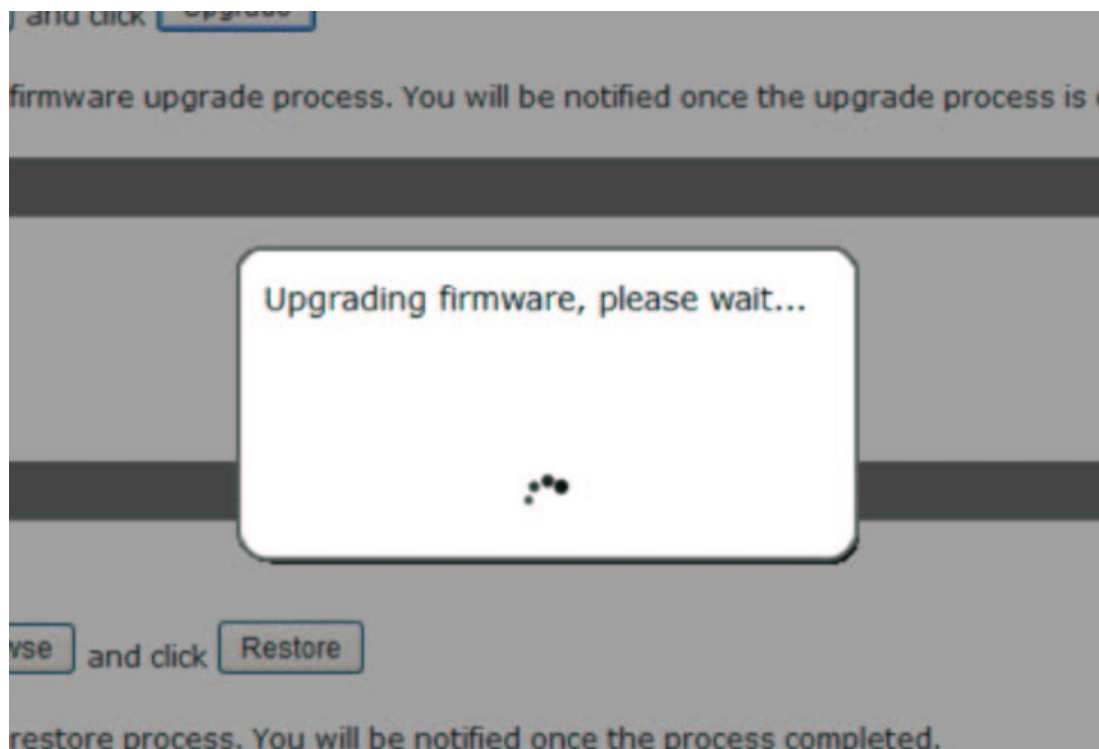 and click Upgrade
firmware upgrade process. You will be notified once the upgrade process is
Upgrading firmware, please wait...
and click Restore
restore process. You will be notified once the process completed.